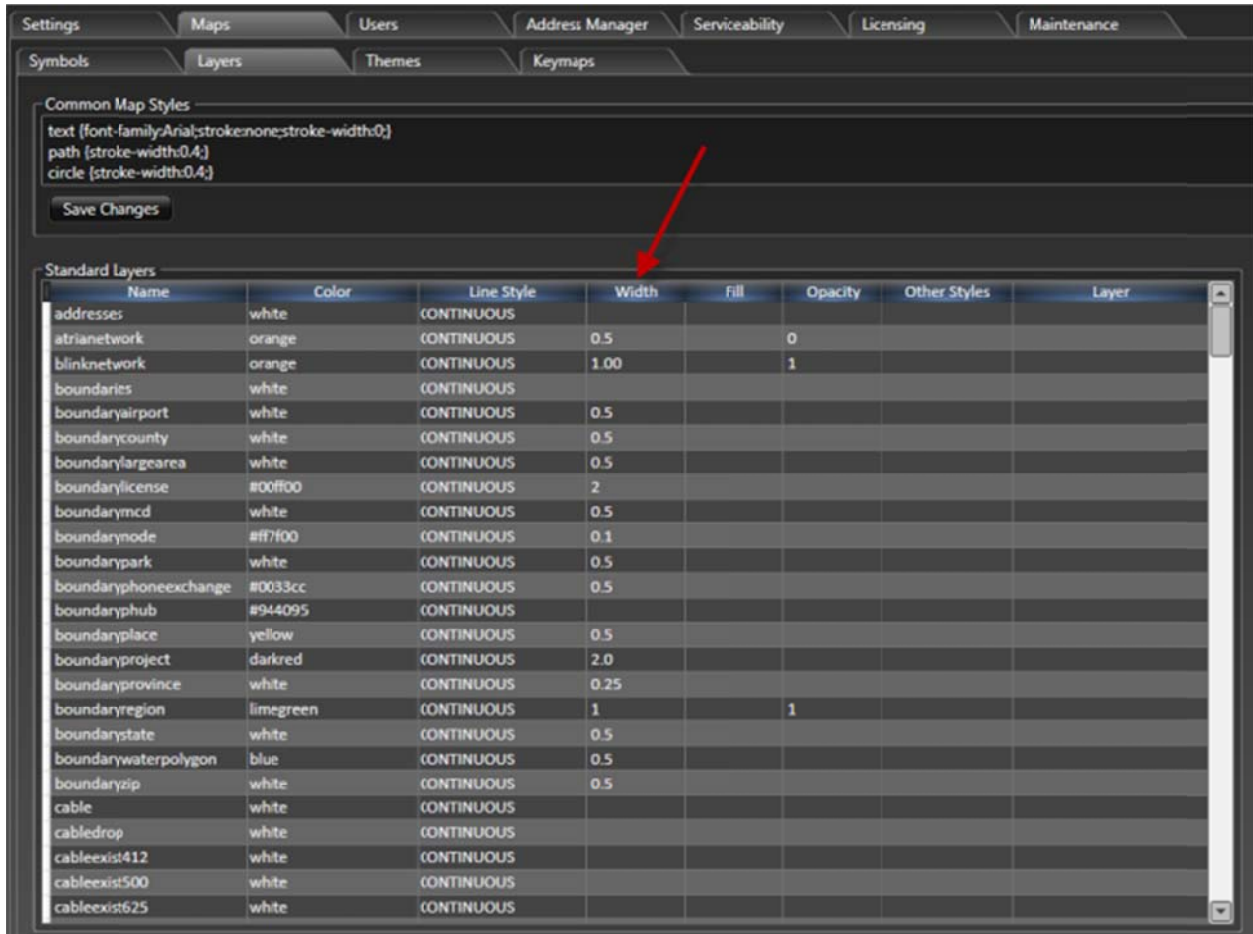 Settings Maps Users Address Manager Serviceability Licensing Maintenance
Symbols Layers Themes Keymaps
Common Map Styles
text {font-family:Arial;stroke:none;stroke-width:0;}
path {stroke-width:0.4;}
circle {stroke-width:0.4;}
Save Changes
Standard Layers
Name Color Line Style Width Fill Opacity Other Styles Layer
addresses white CONTINUOUS
atrianetwork orange CONTINUOUS 0.5 0
blinknetwork orange CONTINUOUS 1.00 1
boundaries white CONTINUOUS
boundaryairport white CONTINUOUS 0.5
boundarycounty white CONTINUOUS 0.5
boundarylargearea white CONTINUOUS 0.5
boundarylicense #00ff00 CONTINUOUS 2
boundarymcd white CONTINUOUS 0.5
boundarynode #ff7f00 CONTINUOUS 0.1
boundarypark white CONTINUOUS 0.5
boundaryphoneexchange #0033cc CONTINUOUS 0.5
boundaryphub #944095 CONTINUOUS
boundaryplace yellow CONTINUOUS 0.5
boundaryproject darkred CONTINUOUS 2.0
boundaryprovince white CONTINUOUS 0.25
boundaryregion limegreen CONTINUOUS 1 1
boundarystate white CONTINUOUS 0.5
boundarywaterpolygon blue CONTINUOUS 0.5
boundaryzip white CONTINUOUS 0.5
cable white CONTINUOUS
cabledrop white CONTINUOUS
cableexist412 white CONTINUOUS
cableexist500 white CONTINUOUS
cableexist625 white CONTINUOUS